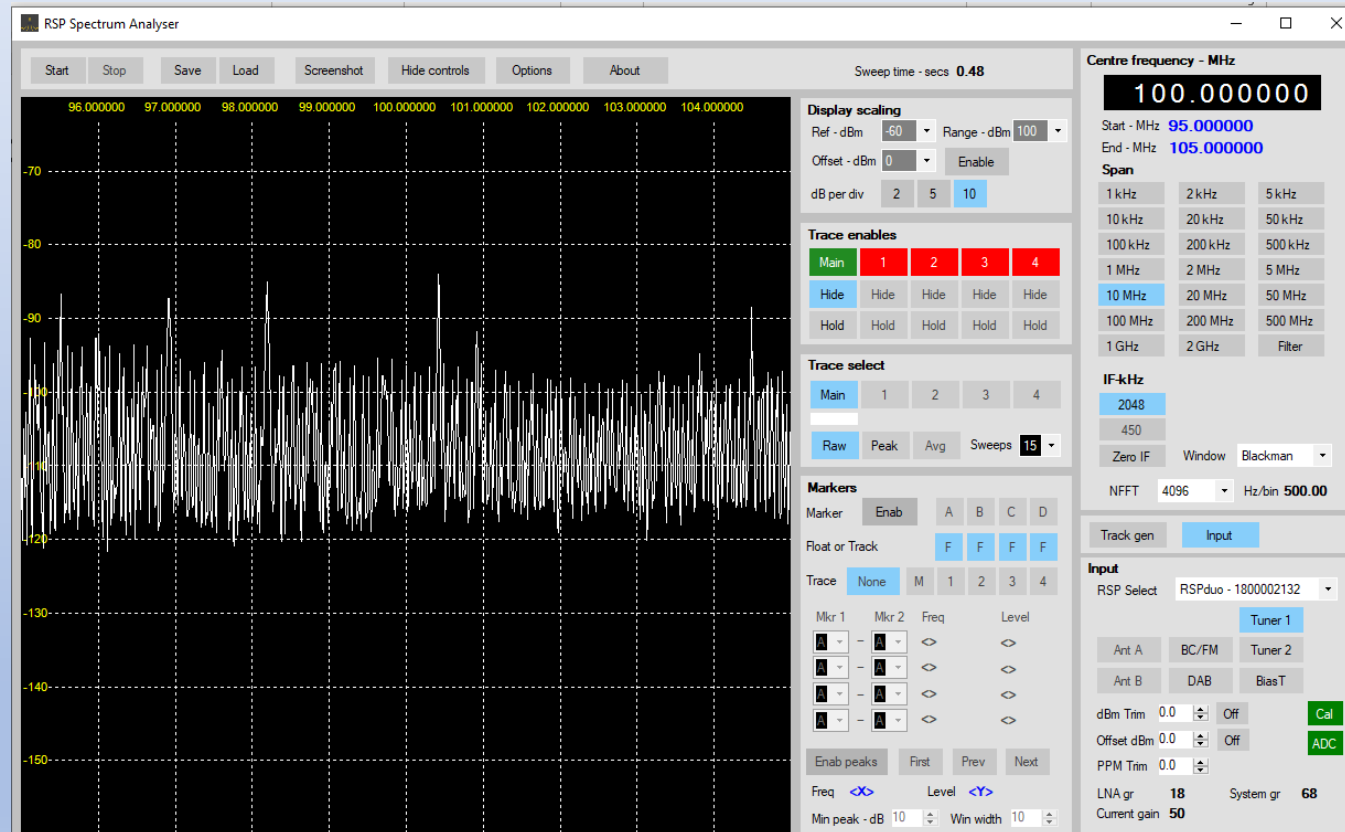 RSP Spectrum Analyser
Start Stop Save Load Screenshot Hide controls Options About Sweep time - secs 0.48
96.000000 97.000000 98.000000 99.000000 100.000000 101.000000 102.000000 103.000000 104.000000
-70
-80
-90
-100
-110
-120
-130
-140
-150
Display scaling
Ref - dBm -60 Range - dBm 100
Offset - dBm 0 Enable
dB per div 2 5 10
Trace enables
Main 1 2 3 4
Hide Hide Hide Hide Hide
Hold Hold Hold Hold Hold
Trace select
Main 1 2 3 4
Raw Peak Avg Sweeps 15
Markers
Marker Enab A B C D
Float or Track F F F F
Trace None M 1 2 3 4
Mkr 1 Mkr 2 Freq Level
A - A <> <>
A - A <> <>
A - A <> <>
A - A <> <>
Enab peaks First Prev Next
Freq <X> Level <Y>
Min peak - dB 10 Win width 10
Centre frequency - MHz
100.000000
Start - MHz 95.000000
End - MHz 105.000000
Span
1 kHz 2 kHz 5 kHz
10 kHz 20 kHz 50 kHz
100 kHz 200 kHz 500 kHz
1 MHz 2 MHz 5 MHz
10 MHz 20 MHz 50 MHz
100 MHz 200 MHz 500 MHz
1 GHz 2 GHz Filter
IF-kHz
2048
450
Zero IF Window Blackman
NFFT 4096 Hz/bin 500.00
Track gen Input
Input
RSP Select RSPduo - 1800002132
Tuner 1
Ant A BC/FM Tuner 2
Ant B DAB BiasT
dBm Trim 0.0 Off Cal
Offset dBm 0.0 Off ADC
PPM Trim 0.0
LNA gr 18 System gr 68
Current gain 50